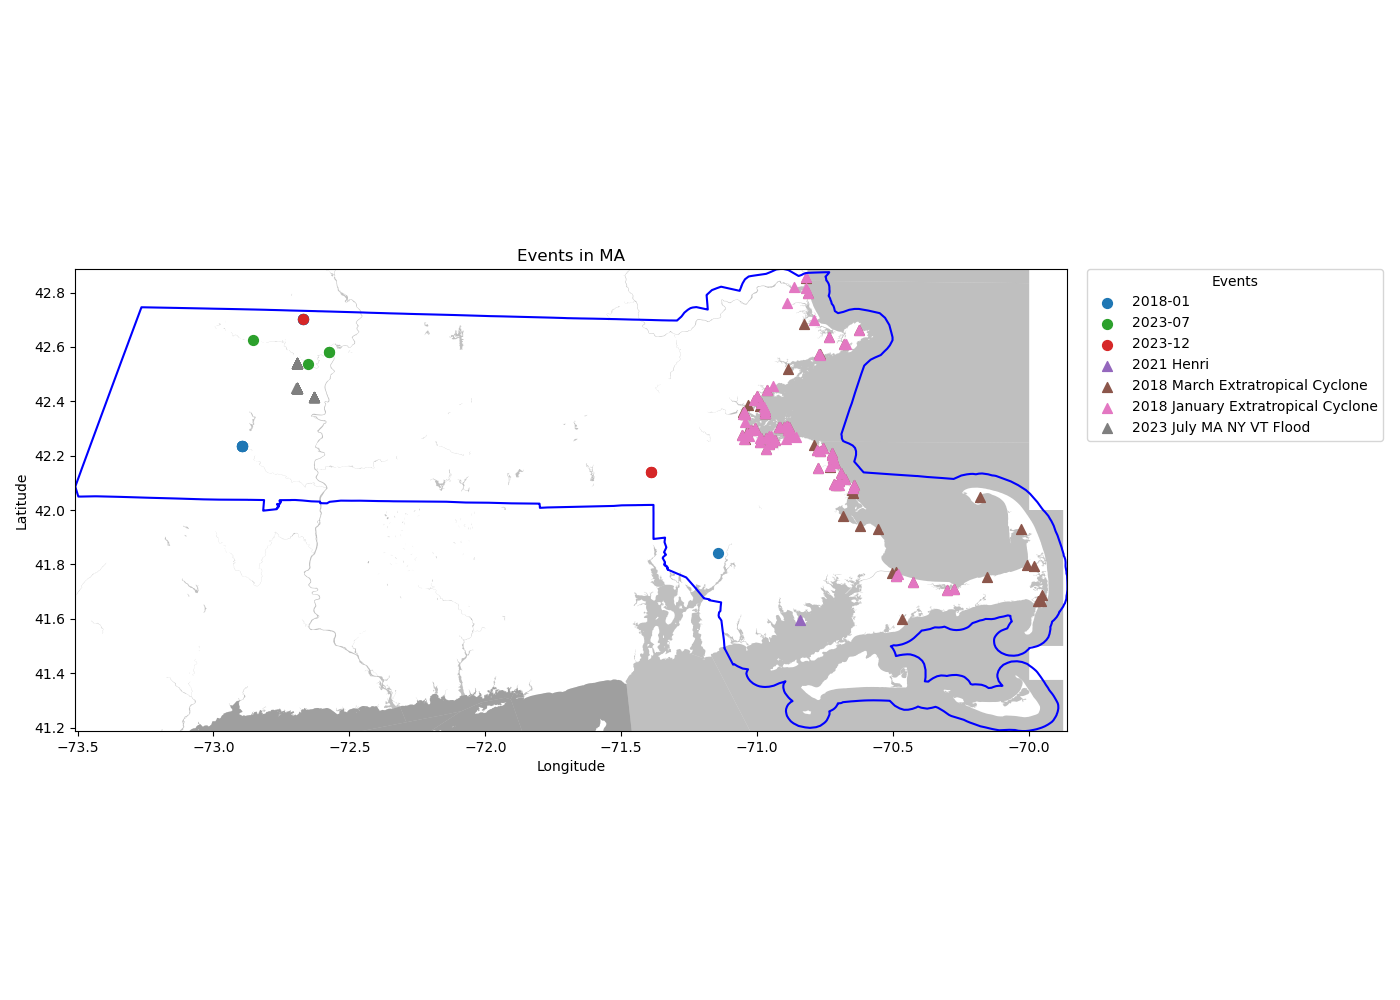 Events in MA
Events
2018-01
2023-07
2023-12
2021 Henri
2018 March Extratropical Cyclone
2018 January Extratropical Cyclone
2023 July MA NY VT Flood
Latitude
42.8
42.6
42.4
42.2
42.0
41.8
41.6
41.4
41.2
−73.5 −73.0 −72.5 −72.0 −71.5 −71.0 −70.5 −70.0
Longitude